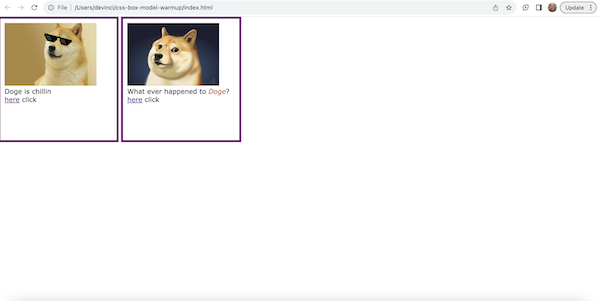 File /Users/devinci/css-box-model-warmup/index.html Update
Doge is chillin
here click
What ever happened to Doge?
here click